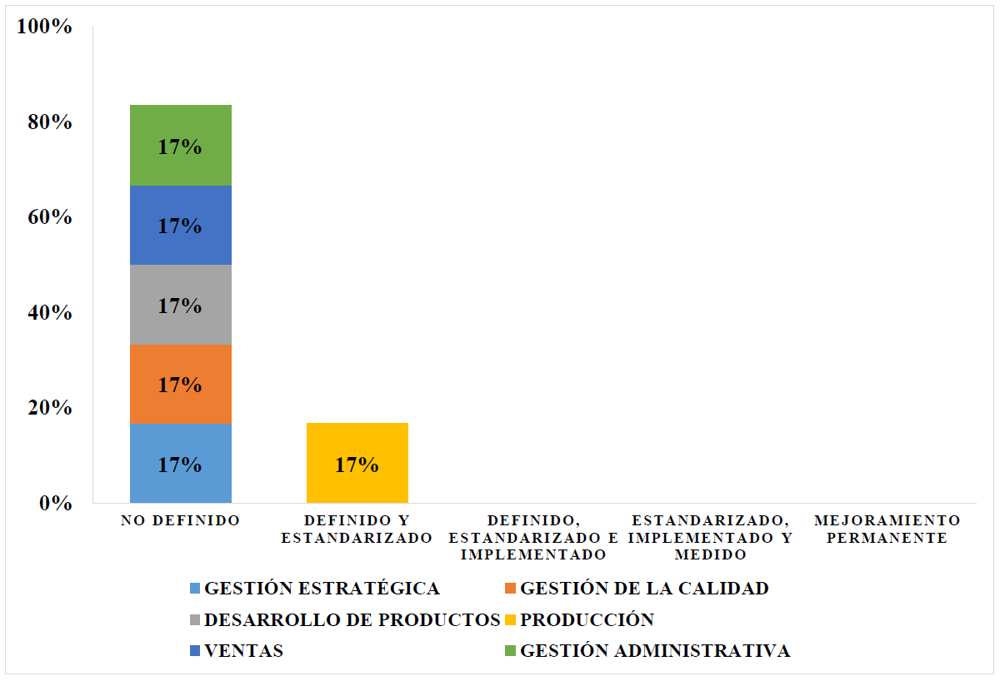 100%
80%
60%
40%
20%
0%
17%
17%
17%
17%
17%
17%
NO DEFINIDO
DEFINIDO Y
ESTANDARIZADO
DEFINIDO,
ESTANDARIZADO E
IMPLEMENTADO
ESTANDARIZADO,
IMPLEMENTADO Y
MEDIDO
MEJORAMIENTO
PERMANENTE
GESTIÓN ESTRATÉGICA
GESTIÓN DE LA CALIDAD
DESARROLLO DE PRODUCTOS
PRODUCCIÓN
VENTAS
GESTIÓN ADMINISTRATIVA